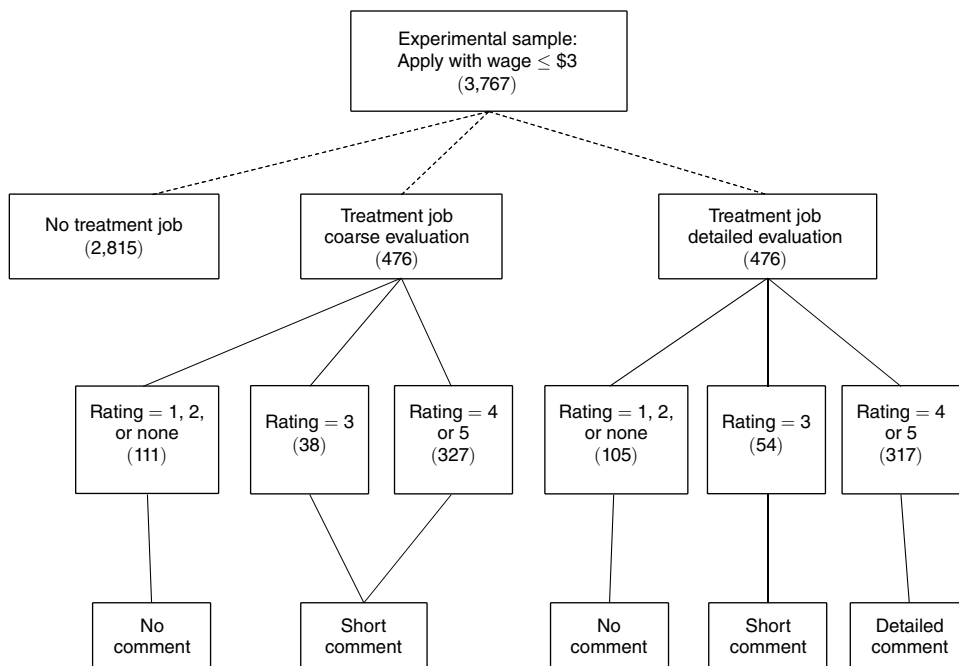 Experimental sample:
Apply with wage ≤ $3
(3,767)
No treatment job
(2,815)
Treatment job
coarse evaluation
(476)
Treatment job
detailed evaluation
(476)
Rating = 1, 2,
or none
(111)
Rating = 3
(38)
Rating = 4
or 5
(327)
Rating = 1, 2,
or none
(105)
Rating = 3
(54)
Rating = 4
or 5
(317)
No
comment
Short
comment
No
comment
Short
comment
Detailed
comment